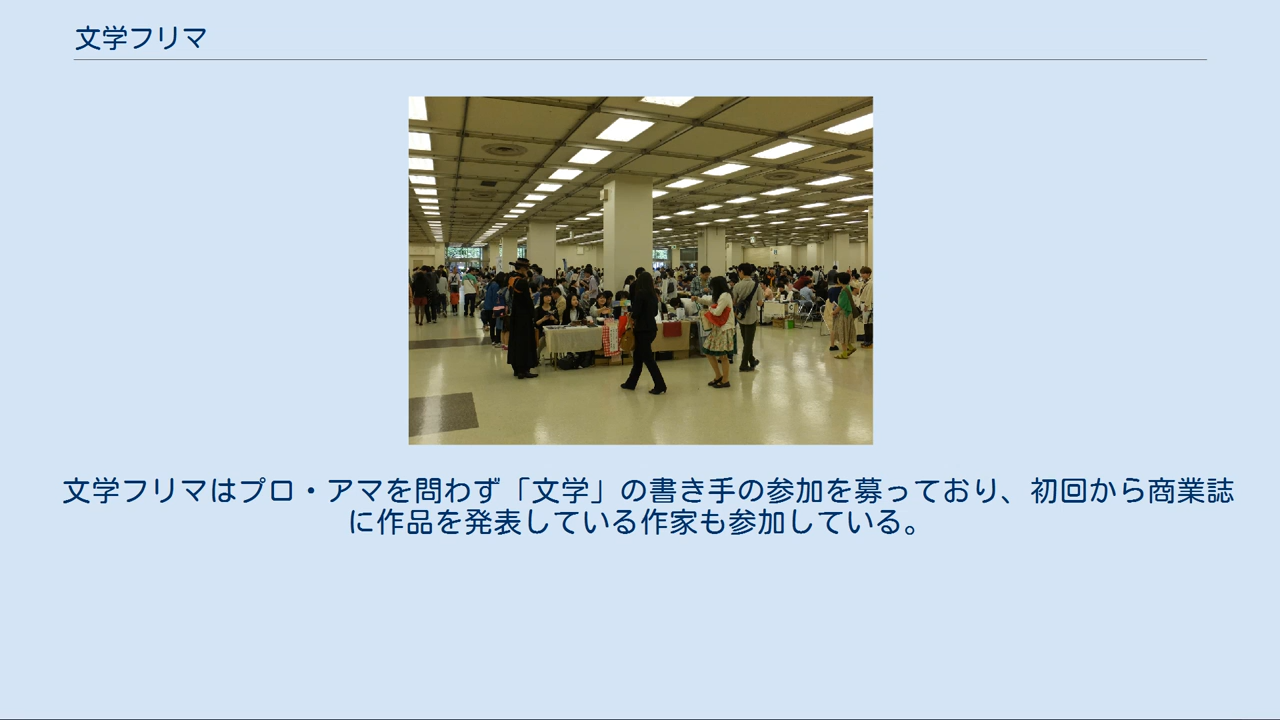 文学フリマ
文学フリマはプロ・アマを問わず「文学」の書き手の参加を募っており、初回から商業誌
に作品を発表している作家も参加している。